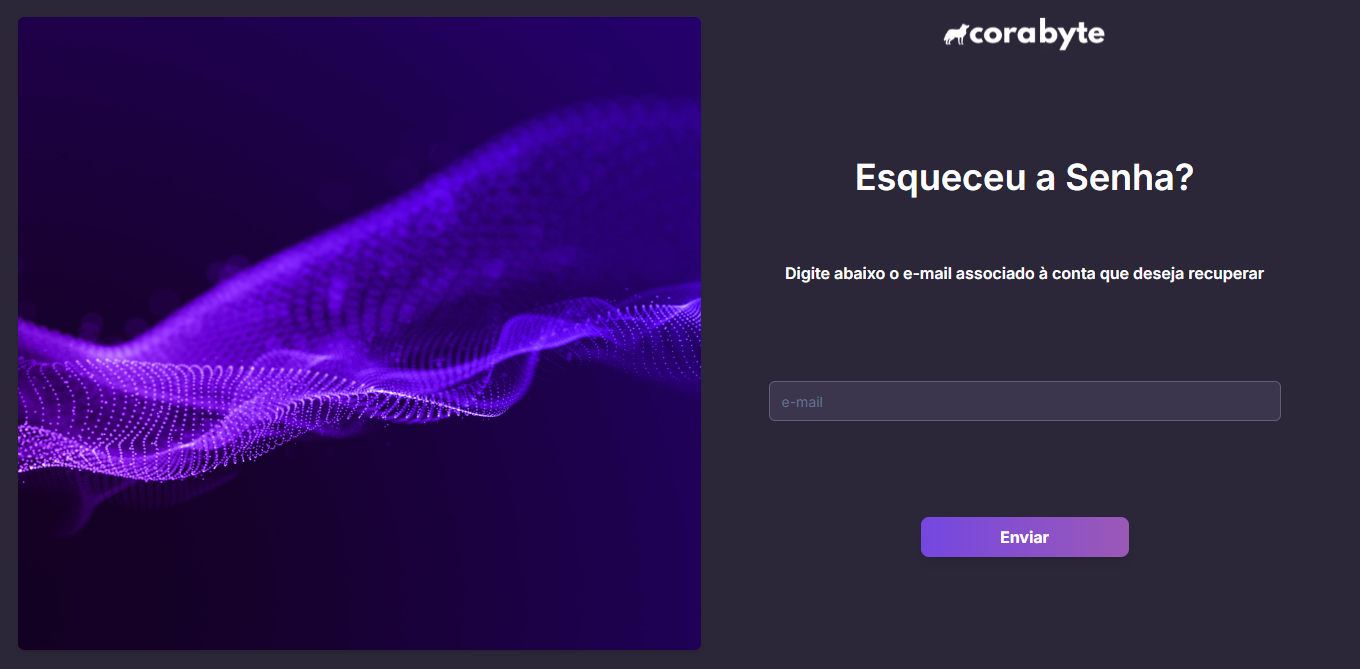 corabyte
Esqueceu a Senha?
Digite abaixo o e-mail associado à conta que deseja recuperar
e-mail
Enviar